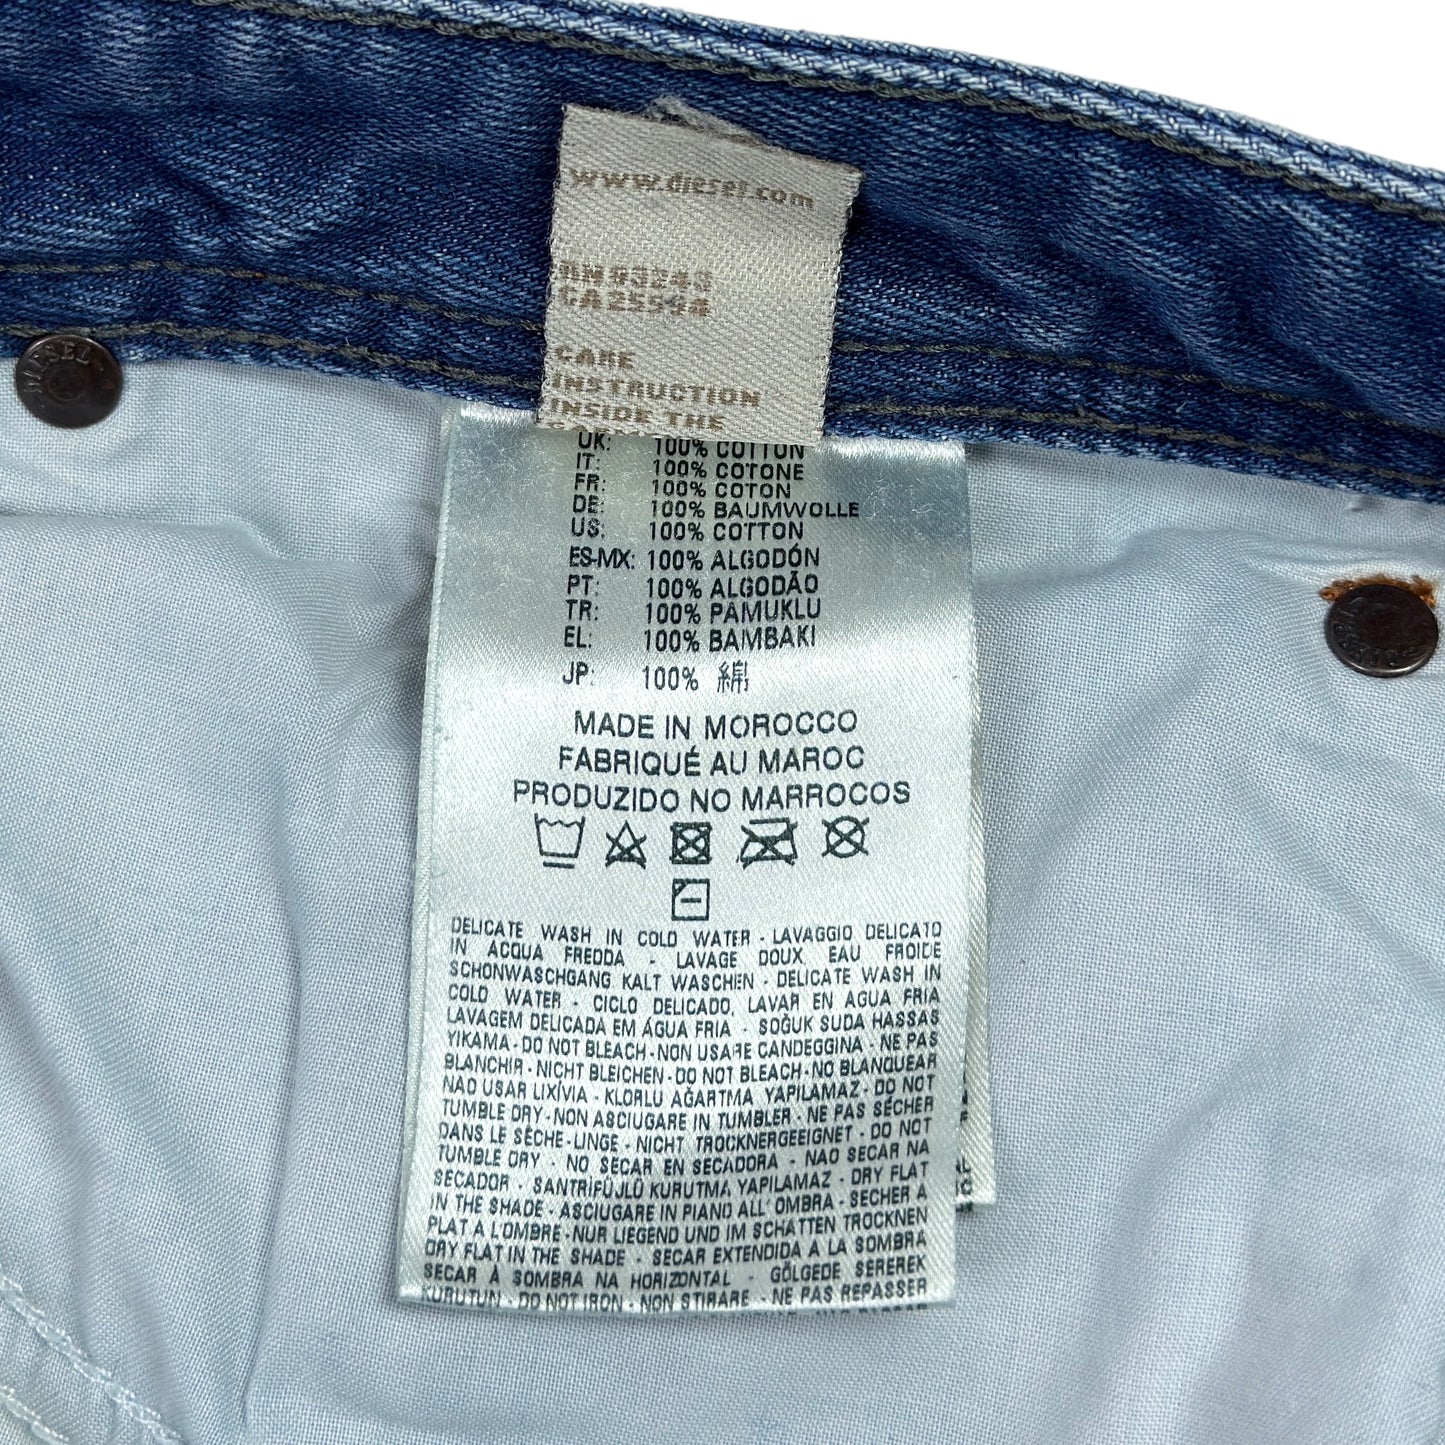 www.diesel.com
RN93243
CA25594
CARE
INSTRUCTION
INSIDE THE
DIESEL
UK: 100% COTTON
IT: 100% COTONE
FR: 100% COTON
DE: 100% BAUMWOLLE
US: 100% COTTON
ES-MX: 100% ALGODÓN
PT: 100% ALGODÃO
TR: 100% PAMUKLU
EL: 100% BAMBAKI
JP: 100% 綿
MADE IN MOROCCO
FABRIQUÉ AU MAROC
PRODUZIDO NO MARROCOS
DELICATE WASH IN COLD WATER - LAVAGGIO DELICATO
IN ACQUA FREDDA - LAVAGE DOUX EAU FROIDE
SCHONWASCHGANG KALT WASCHEN - DELICATE WASH IN
COLD WATER - CICLO DELICADO, LAVAR EN AGUA FRIA
LAVAGEM DELICADA EM ÁGUA FRIA - SOĞUK SUDA HASSAS
YIKAMA - DO NOT BLEACH - NON USARE CANDEGGINA - NE PAS
BLANCHIR - NICHT BLEICHEN - DO NOT BLEACH - NO BLANQUEAR
NAO USAR LIXÍVIA - KLORLU AĞARTMA YAPILAMAZ - DO NOT
TUMBLE DRY - NON ASCIUGARE IN TUMBLER - NE PAS SÉCHER
DANS LE SÈCHE-LINGE - NICHT TROCKNERGEEIGNET - DO NOT
TUMBLE DRY - NO SECAR EN SECADORA - NAO SECAR NA
SECADOR - SANTRİFÜJLÜ KURUTMA YAPILAMAZ - DRY FLAT
IN THE SHADE - ASCIUGARE IN PIANO ALL'OMBRA - SECHER A
PLAT A L'OMBRE - NUR LIEGEND UND IM SCHATTEN TROCKNEN
DRY FLAT IN THE SHADE - SECAR EXTENDIDA A LA SOMBRA
SECAR À SOMBRA NA HORIZONTAL - GÖLGEDE SEREREK
KURUTUN - DO NOT IRON - NON STIRARE - NE PAS REPASSER